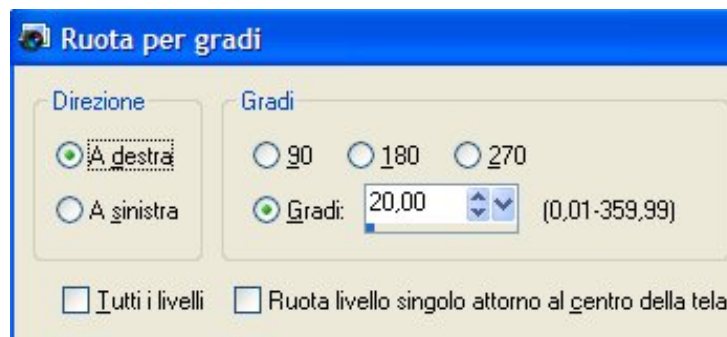 Ruota per gradi
Direzione
Gradi
A destra
90 180 270
A sinistra
Gradi: 20,00 (0,01-359,99)
Tutti i livelli Ruota livello singolo attorno al centro della tela